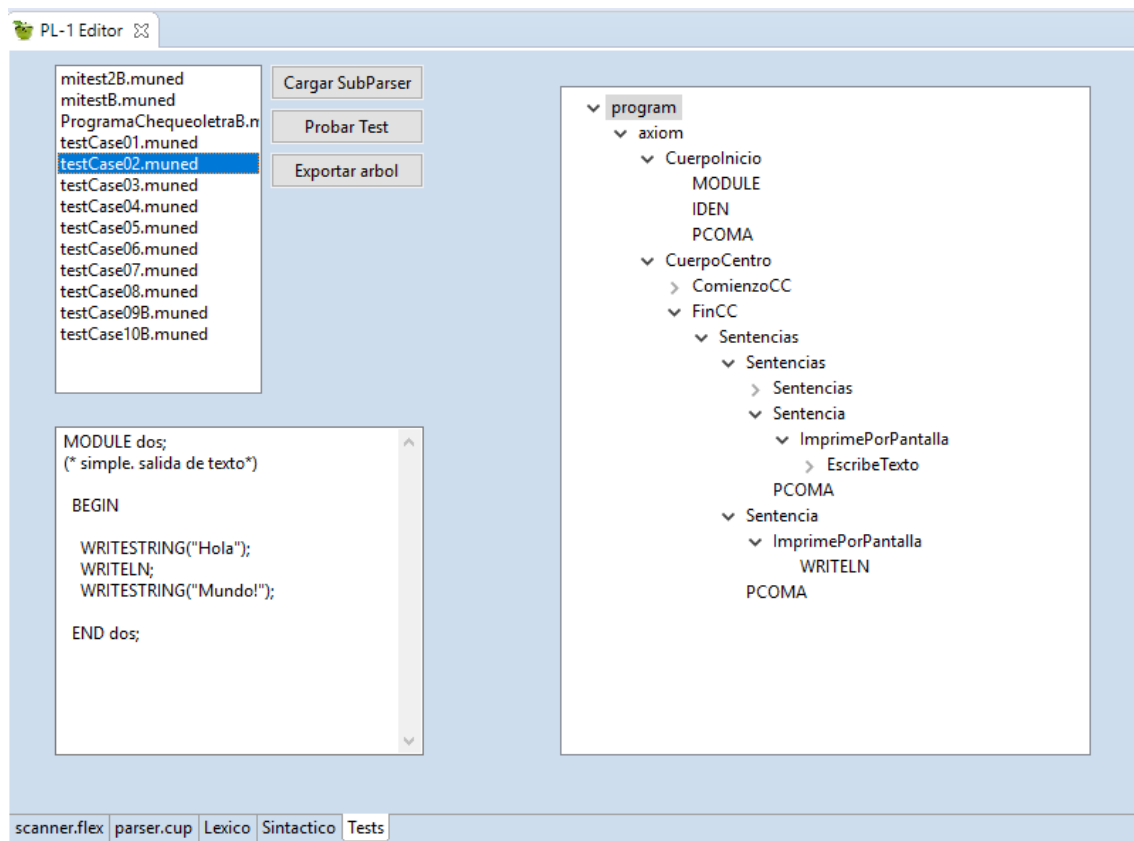 PL-1 Editor
mitest2B.muned
mitestB.muned
ProgramaChequeoletraB.m
testCase01.muned
testCase02.muned
testCase03.muned
testCase04.muned
testCase05.muned
testCase06.muned
testCase07.muned
testCase08.muned
testCase09B.muned
testCase10B.muned
Cargar SubParser
Probar Test
Exportar arbol
MODULE dos;
(* simple. salida de texto*)
BEGIN
WRITESTRING("Hola");
WRITELN;
WRITESTRING("Mundo!");
END dos;
program
axiom
CuerpoInicio
MODULE
IDEN
PCOMA
CuerpoCentro
ComienzoCC
FinCC
Sentencias
Sentencias
Sentencias
Sentencia
ImprimePorPantalla
EscribeTexto
PCOMA
Sentencia
ImprimePorPantalla
WRITELN
PCOMA
scanner.flex parser.cup Lexico Sintactico Tests